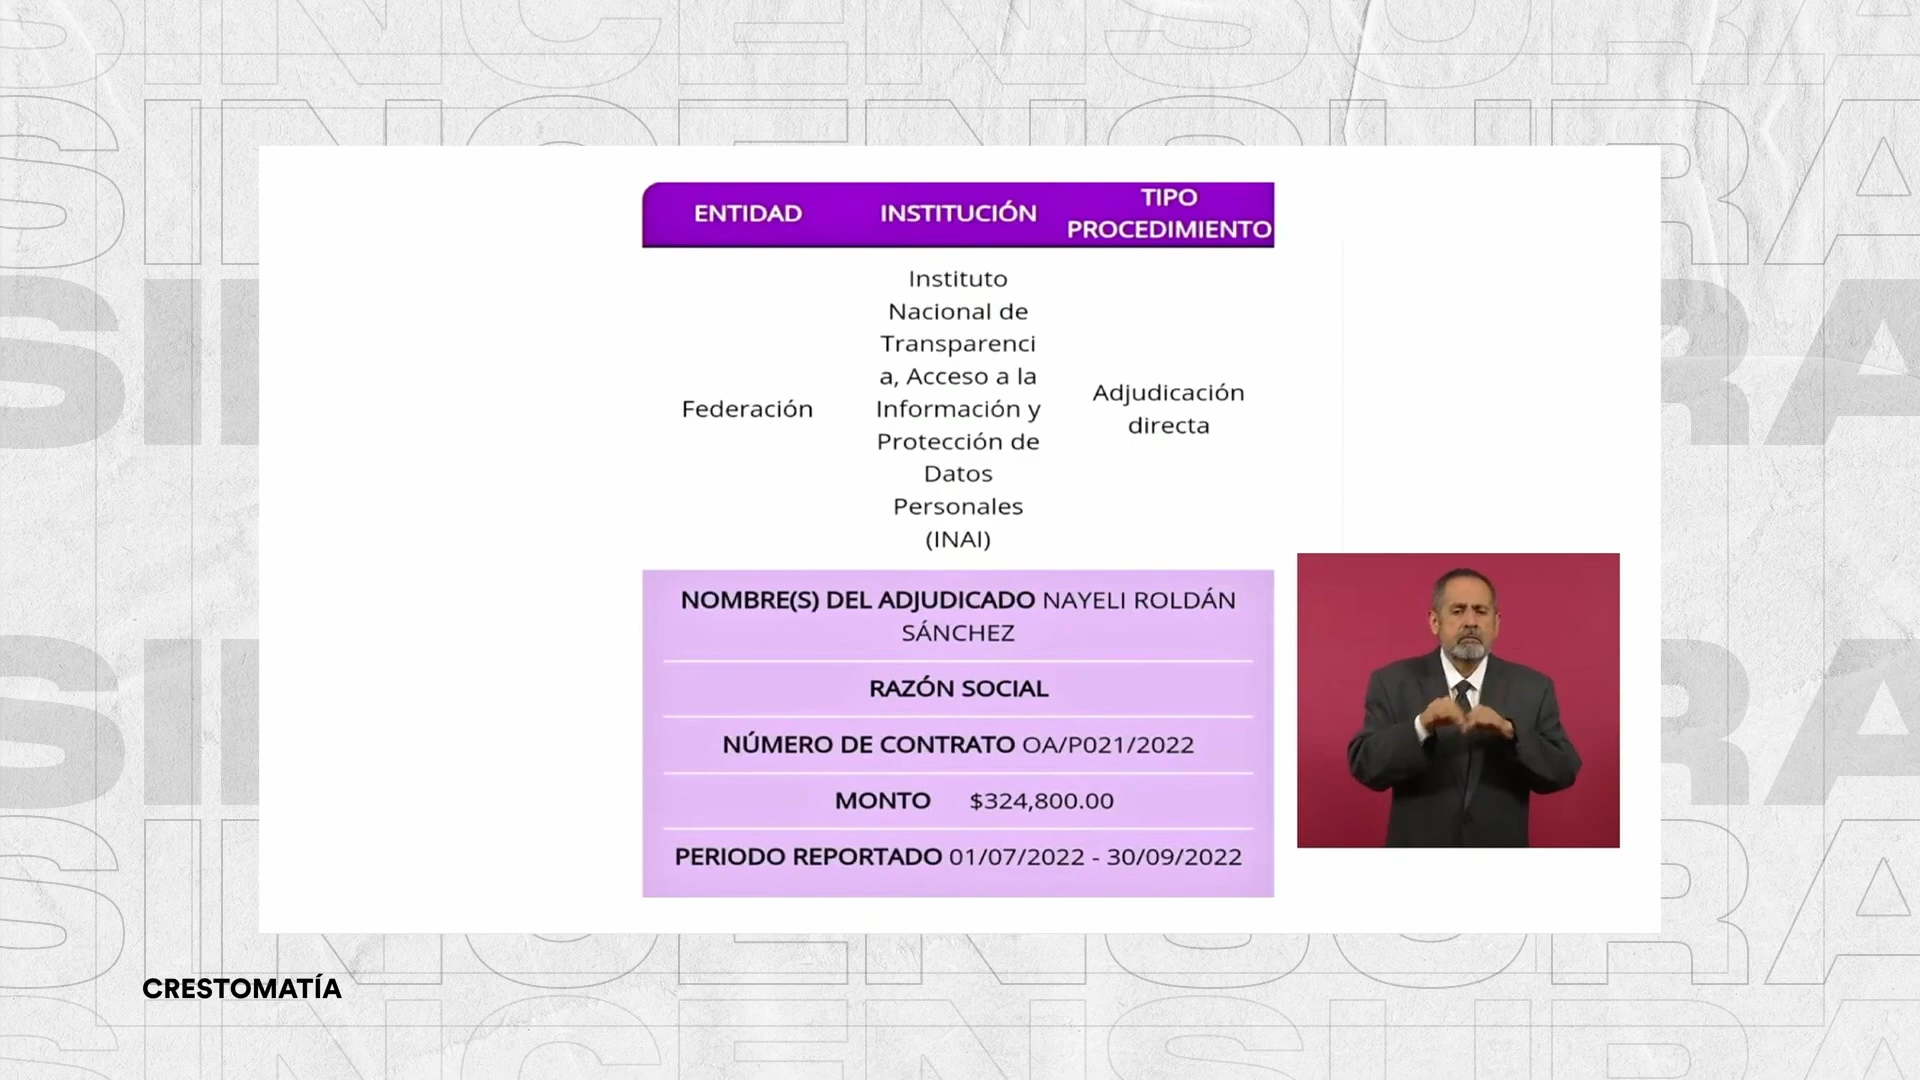 SINCENSURA
SINCENSURA
ENTIDAD
INSTITUCIÓN
TIPO
PROCEDIMIENTO
Federación
Instituto
Nacional de
Transparenci
a, Acceso a la
Información y
Protección de
Datos
Personales
(INAI)
Adjudicación
directa
NOMBRE(S) DEL ADJUDICADO NAYELI ROLDÁN
SÁNCHEZ
RAZÓN SOCIAL
NÚMERO DE CONTRATO OA/P021/2022
MONTO $324,800.00
PERIODO REPORTADO 01/07/2022 - 30/09/2022
CRESTOMATÍA